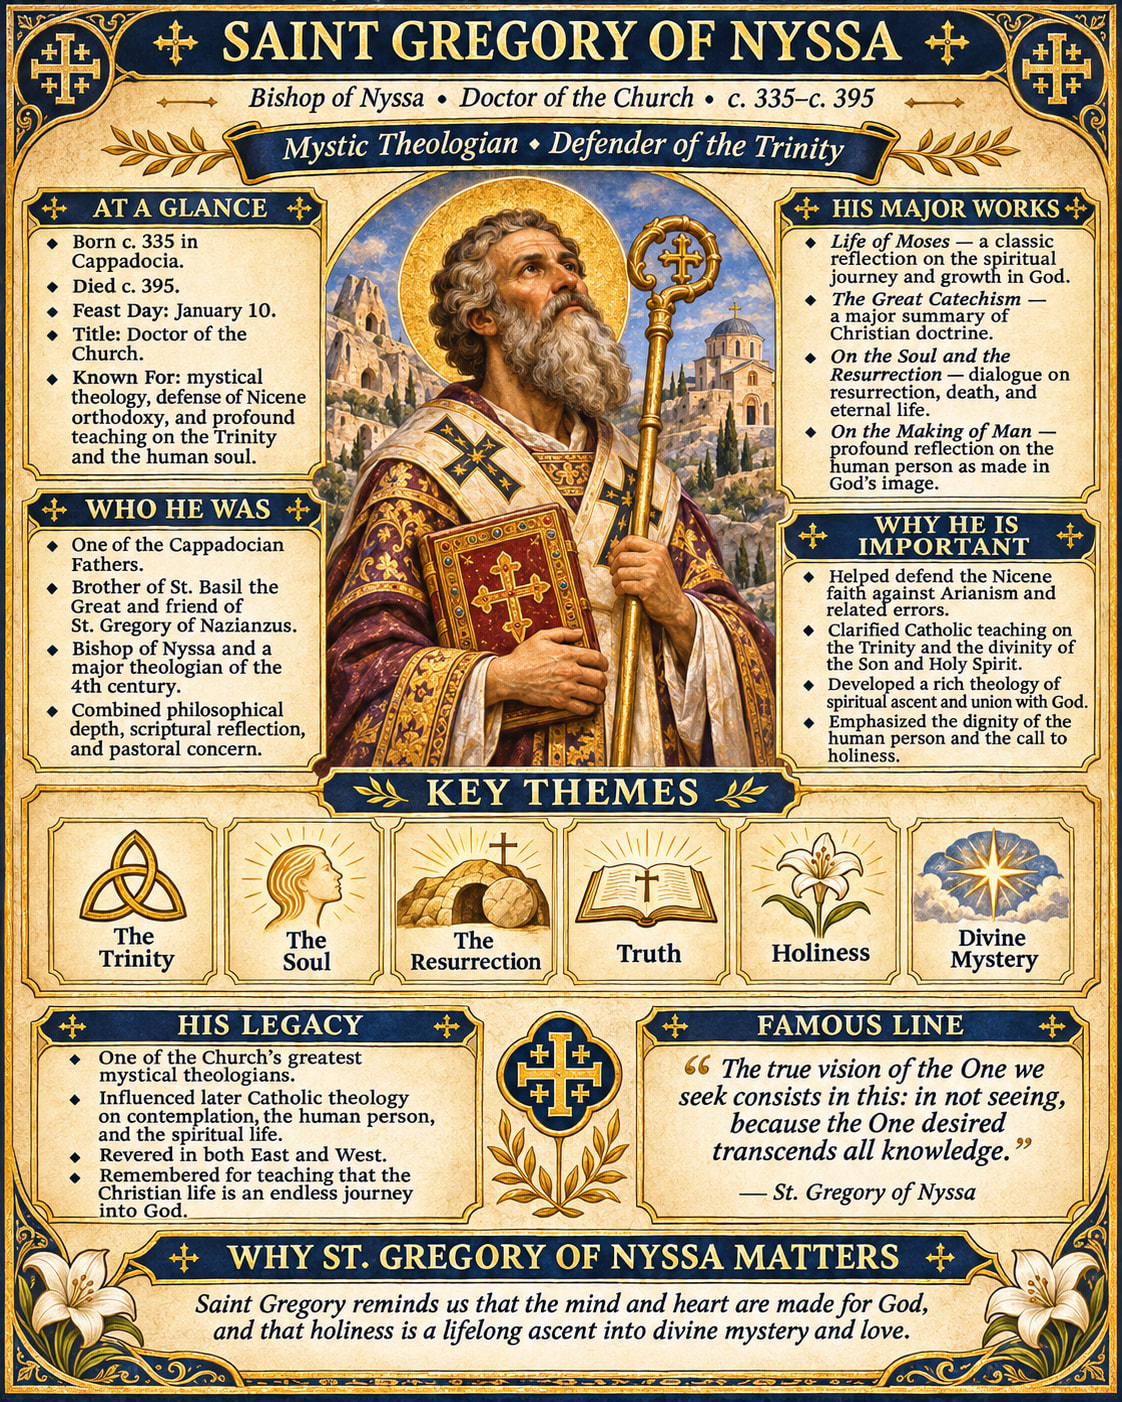 SAINT GREGORY OF NYSSA
Bishop of Nyssa • Doctor of the Church • c. 335–c. 395
Mystic Theologian ◆ Defender of the Trinity
AT A GLANCE
◆ Born c. 335 in
Cappadocia.
◆ Died c. 395.
◆ Feast Day: January 10.
◆ Title: Doctor of the
Church.
◆ Known For: mystical
theology, defense of Nicene
orthodoxy, and profound
teaching on the Trinity
and the human soul.
WHO HE WAS
◆ One of the Cappadocian
Fathers.
◆ Brother of St. Basil the
Great and friend of
St. Gregory of Nazianzus.
◆ Bishop of Nyssa and a
major theologian of the
4th century.
◆ Combined philosophical
depth, scriptural reflection,
and pastoral concern.
HIS MAJOR WORKS
◆ Life of Moses — a classic
reflection on the spiritual
journey and growth in God.
◆ The Great Catechism —
a major summary of
Christian doctrine.
◆ On the Soul and the
Resurrection — dialogue on
resurrection, death, and
eternal life.
◆ On the Making of Man —
profound reflection on the
human person as made in
God's image.
WHY HE IS
IMPORTANT
◆ Helped defend the Nicene
faith against Arianism and
related errors.
◆ Clarified Catholic teaching on
the Trinity and the divinity of
the Son and Holy Spirit.
◆ Developed a rich theology of
spiritual ascent and union with God.
◆ Emphasized the dignity of the
human person and the call to
holiness.
KEY THEMES
The
Trinity
The
Soul
The
Resurrection
Truth
Holiness
Divine
Mystery
HIS LEGACY
◆ One of the Church's greatest
mystical theologians.
◆ Influenced later Catholic theology
on contemplation, the human person,
and the spiritual life.
◆ Revered in both East and West.
◆ Remembered for teaching that the
Christian life is an endless journey
into God.
FAMOUS LINE
“The true vision of the One we
seek consists in this: in not seeing,
because the One desired
transcends all knowledge.”
— St. Gregory of Nyssa
WHY ST. GREGORY OF NYSSA MATTERS
Saint Gregory reminds us that the mind and heart are made for God,
and that holiness is a lifelong ascent into divine mystery and love.